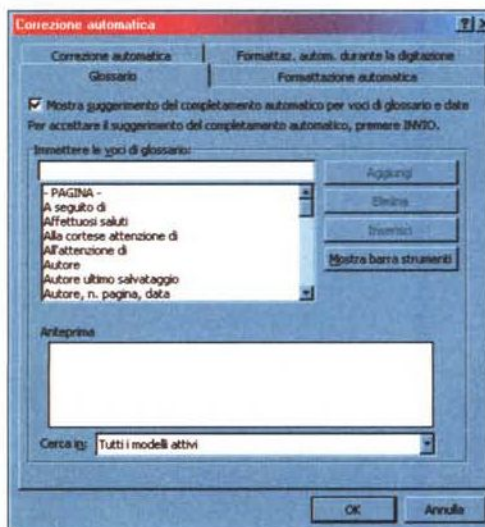 Correzione automatica
Correzione automatica
Formattaz. autom. durante la digitazione
Glossario
Formattazione automatica
Mostra suggerimento del completamento automatico per voci di glossario e date
Per accettare il suggerimento del completamento automatico, premere INVIO.
Immettere le voci di glossario:
- PAGINA -
A seguito di
Affettuosi saluti
Alla cortese attenzione di
All'attenzione di
Autore
Autore ultimo salvataggio
Autore, n. pagina, data
Aggiungi
Elimina
Inserisci
Mostra barra strumenti
Anteprima
Cerca in: Tutti i modelli attivi
OK
Annulla